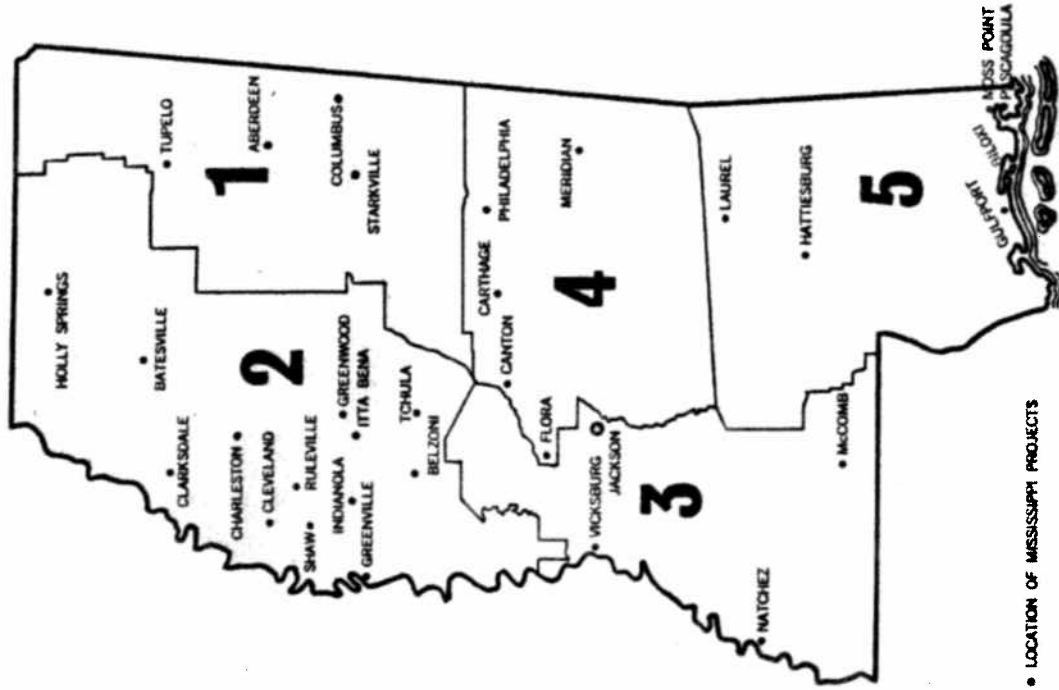 HOLLY SPRINGS
TUPELO
BATESVILLE
1
ABERDEEN
CLARKSDALE
CHARLESTON
CLEVELAND
2
COLUMBUS
STARKVILLE
RULEVILLE
SHAW
GREENWOOD
ITTA BENA
INDIANOLA
GREENVILLE
TCHULA
BELZONI
PHILADELPHIA
CARTHAGE
CANTON
MERIDIAN
4
FLORA
VICKSBURG
JACKSON
3
LAUREL
HATTIESBURG
McCOMB
NATCHEZ
5
GULFPORT
BILOXI
MOSS POINT
PASCAGOULA
• LOCATION OF MISSISSIPPI PROJECTS